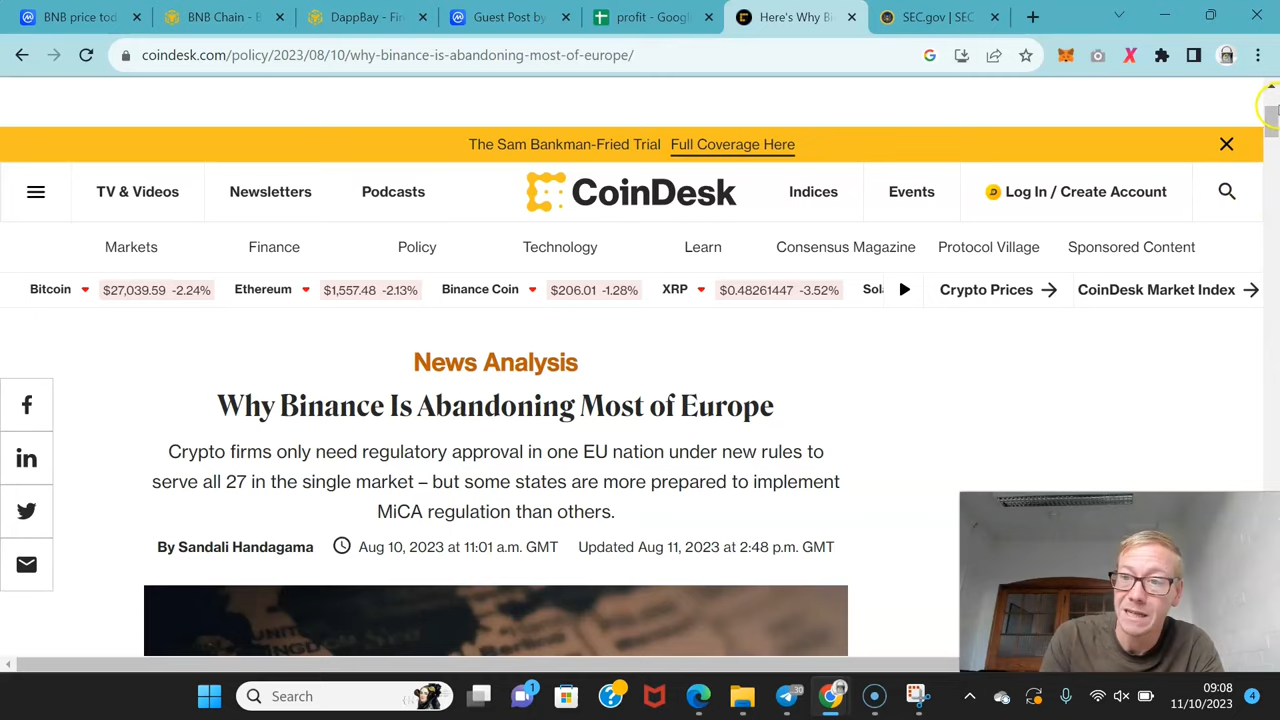 BNB price tod
BNB Chain - B
DappBay - Fir
Guest Post by
profit - Googl
Here's Why Bi
SEC.gov | SEC
coindesk.com/policy/2023/08/10/why-binance-is-abandoning-most-of-europe/
The Sam Bankman-Fried Trial Full Coverage Here
TV & Videos
Newsletters
Podcasts
CoinDesk
Indices
Events
Log In / Create Account
Markets
Finance
Policy
Technology
Learn
Consensus Magazine
Protocol Village
Sponsored Content
Bitcoin $27,039.59 -2.24%
Ethereum $1,557.48 -2.13%
Binance Coin $206.01 -1.28%
XRP $0.48261447 -3.52%
Sol
Crypto Prices
CoinDesk Market Index
News Analysis
Why Binance Is Abandoning Most of Europe
Crypto firms only need regulatory approval in one EU nation under new rules to
serve all 27 in the single market – but some states are more prepared to implement
MiCA regulation than others.
By Sandali Handagama
Aug 10, 2023 at 11:01 a.m. GMT
Updated Aug 11, 2023 at 2:48 p.m. GMT
Search
1
30
09:08
11/10/2023
4